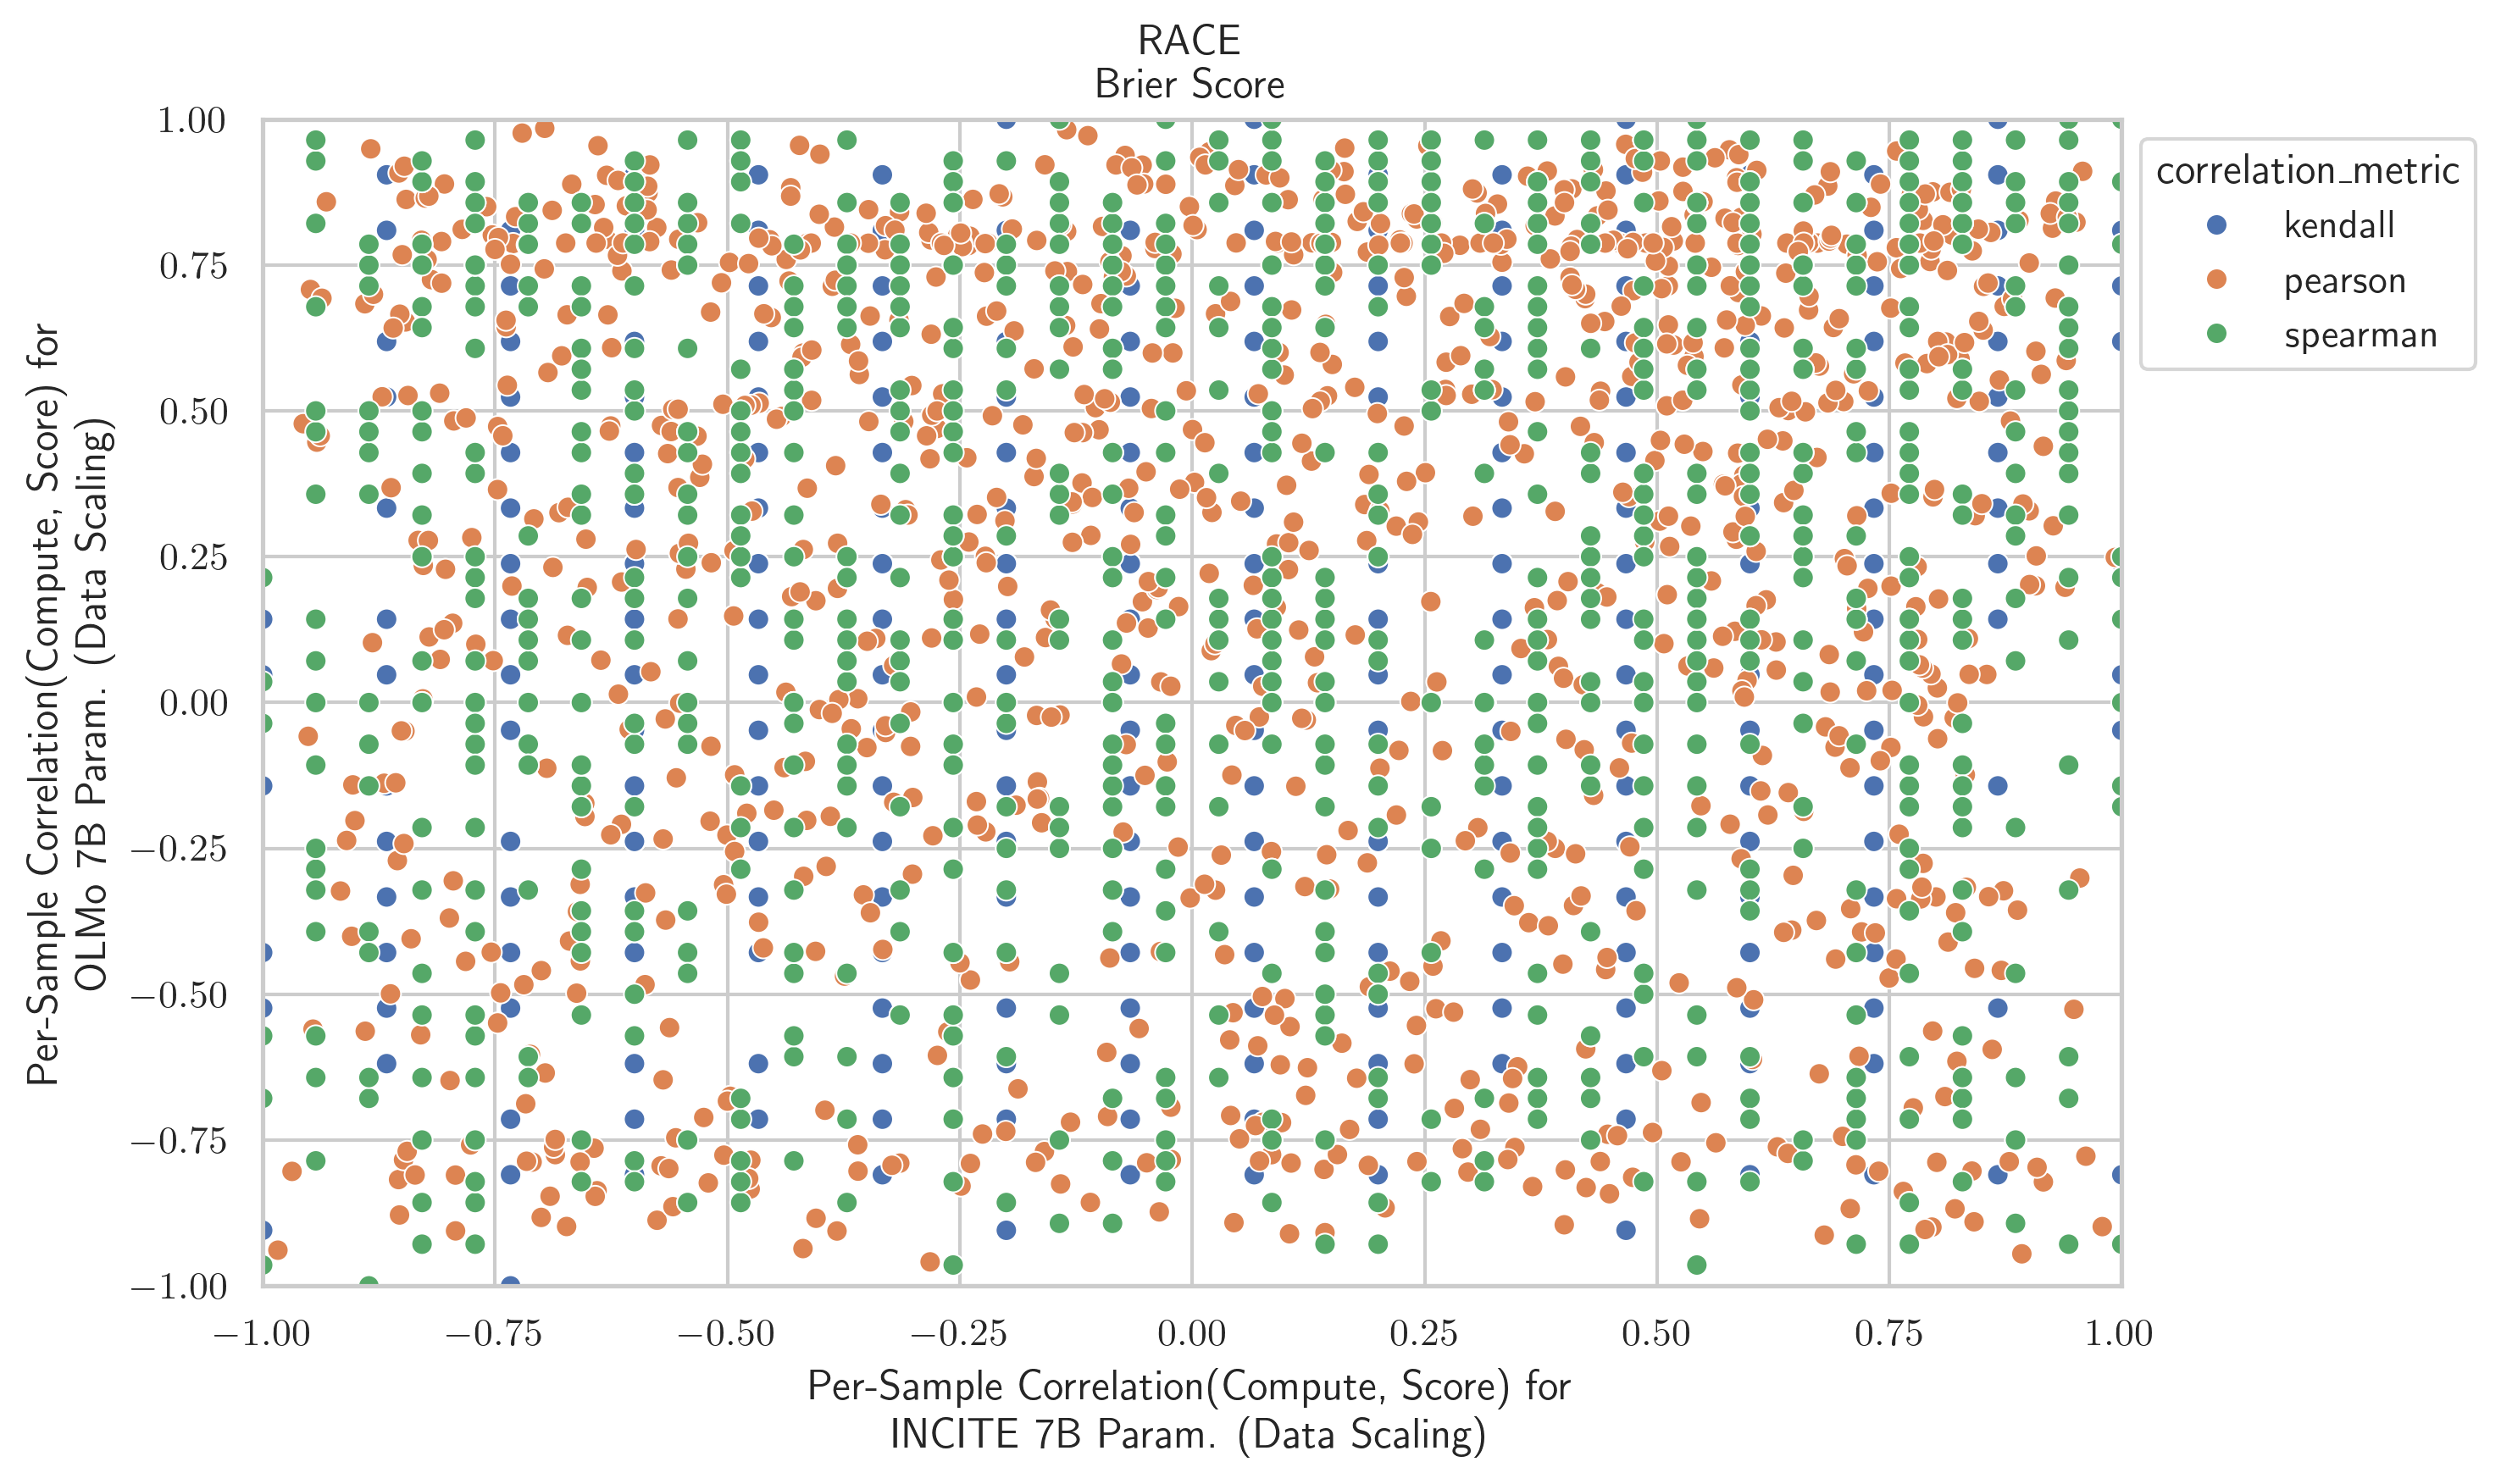 RACE
Brier Score
1.00
0.75
0.50
0.25
0.00
−0.25
−0.50
−0.75
−1.00
Per-Sample Correlation(Compute, Score) for
OLMo 7B Param. (Data Scaling)
−1.00 −0.75 −0.50 −0.25 0.00 0.25 0.50 0.75 1.00
Per-Sample Correlation(Compute, Score) for
INCITE 7B Param. (Data Scaling)
correlation_metric
kendall
pearson
spearman